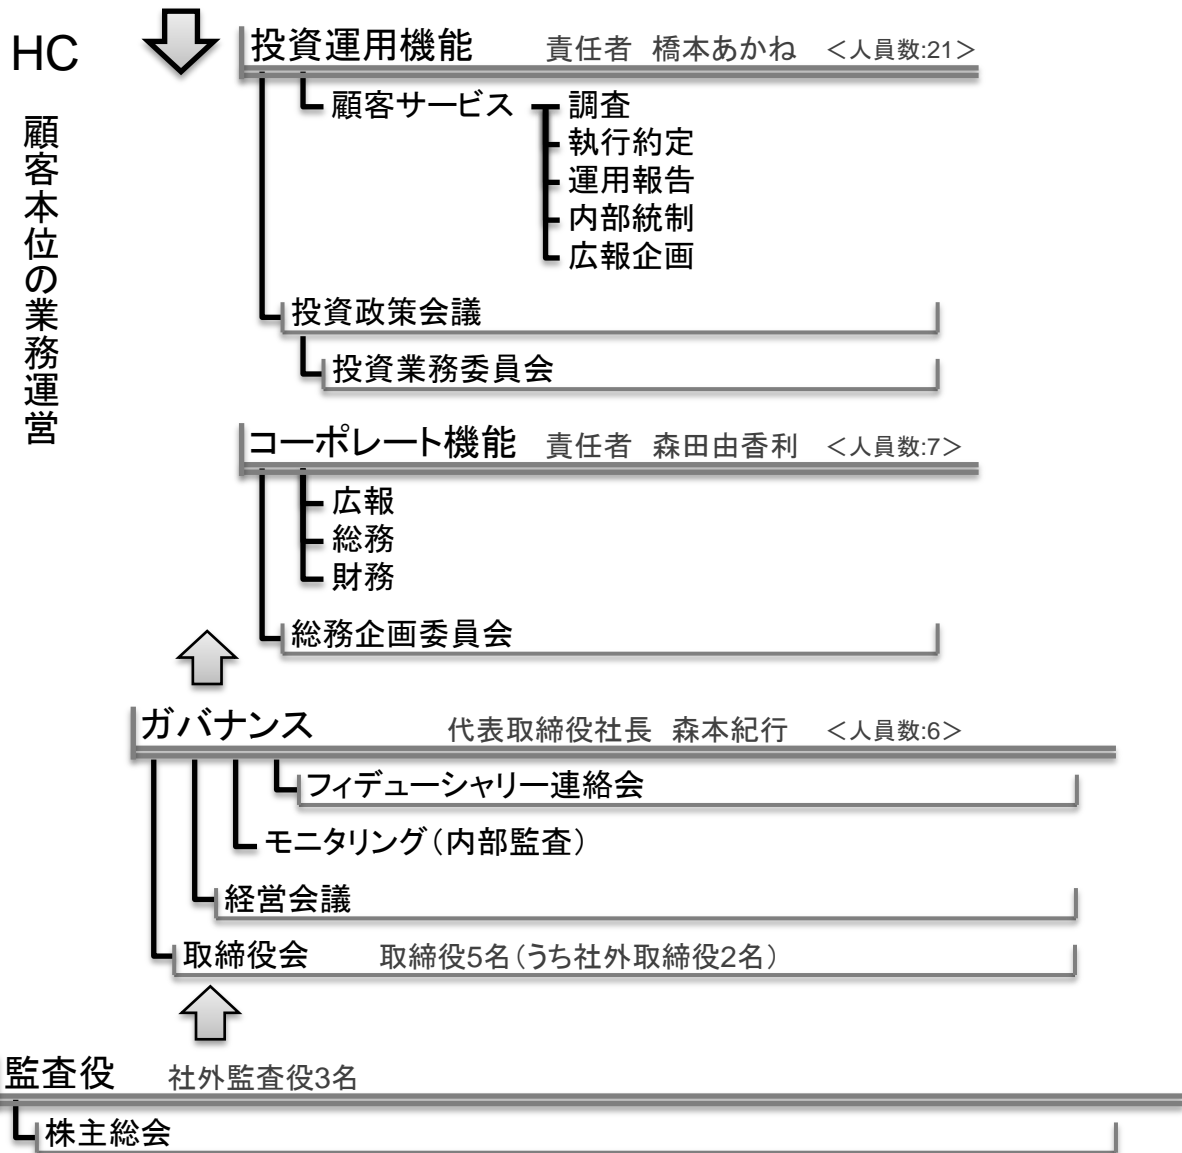 HC
顧客本位の業務運営
投資運用機能 責任者 橋本あかね ＜人員数:21＞
顧客サービス 調査
執行約定
運用報告
内部統制
広報企画
投資政策会議
投資業務委員会
コーポレート機能 責任者 森田由香利 ＜人員数:7＞
広報
総務
財務
総務企画委員会
ガバナンス 代表取締役社長 森本紀行 ＜人員数:6＞
フィデューシャリー連絡会
モニタリング（内部監査）
経営会議
取締役会 取締役5名（うち社外取締役2名）
監査役 社外監査役3名
株主総会